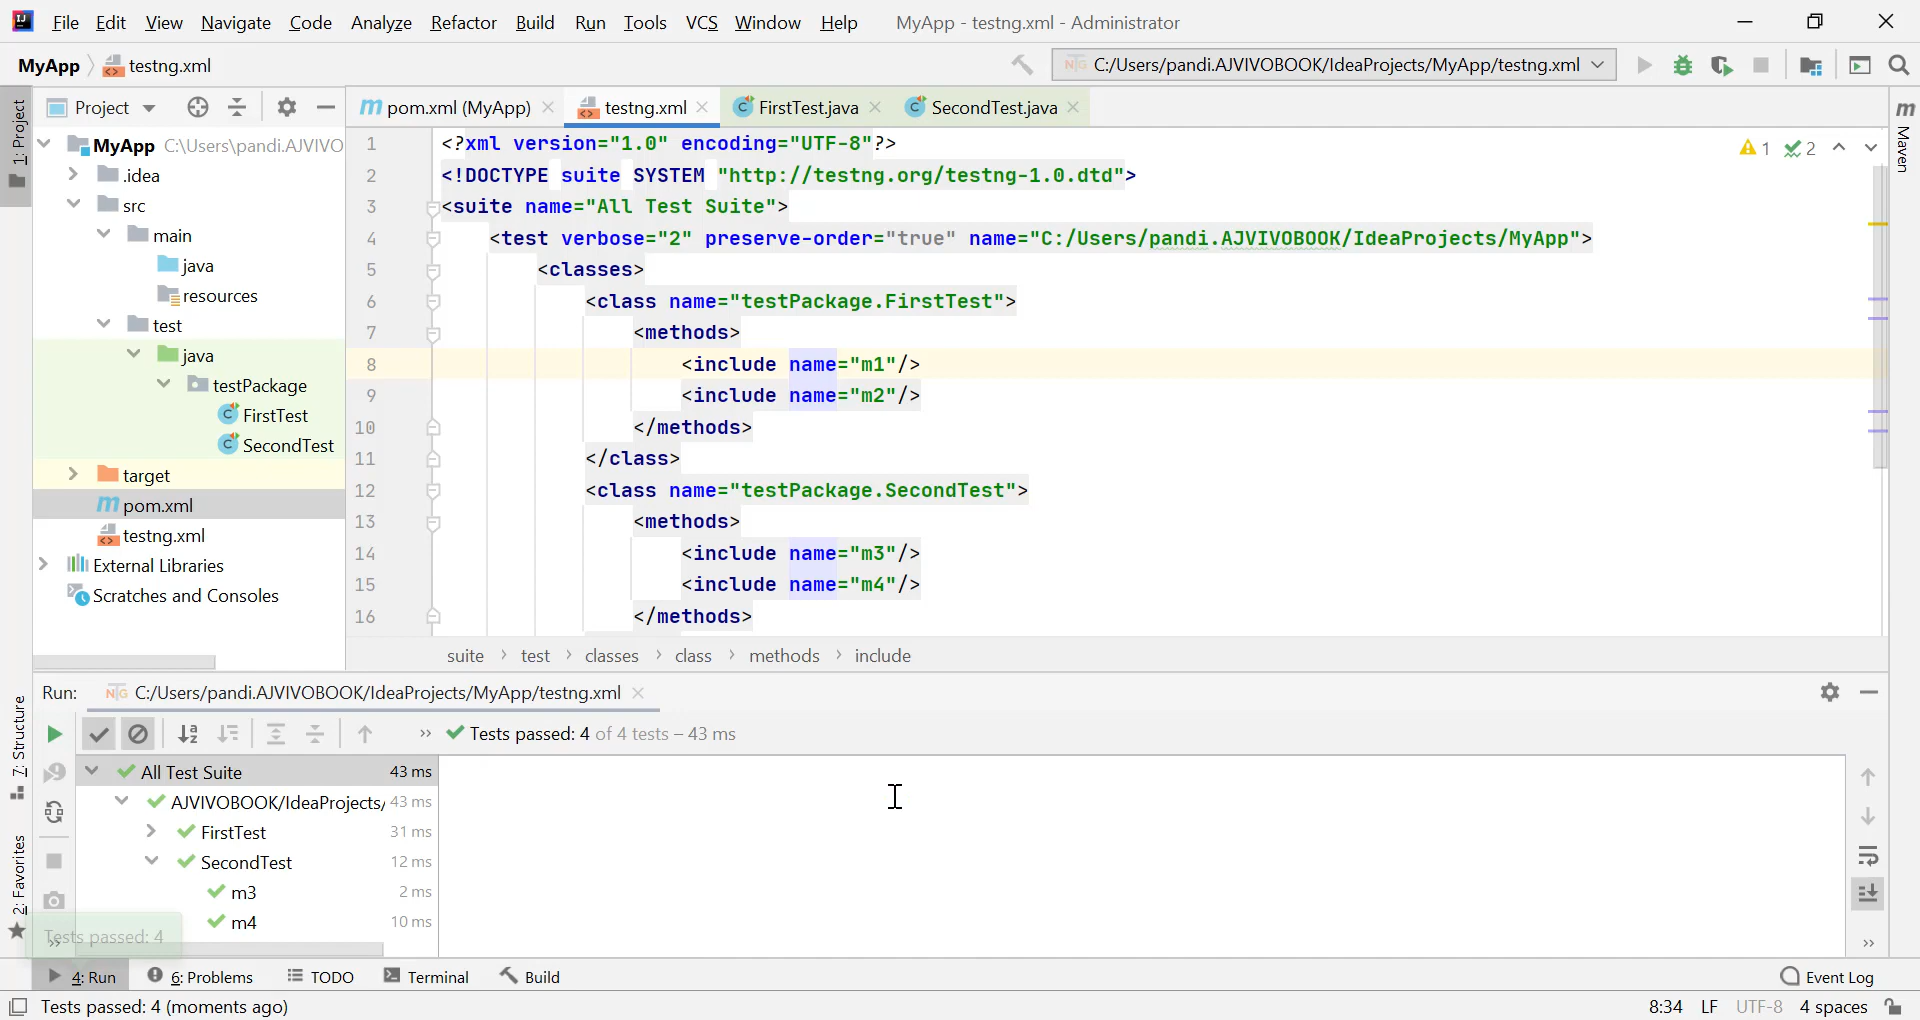 File Edit View Navigate Code Analyze Refactor Build Run Tools VCS Window Help MyApp - testng.xml - Administrator
MyApp testng.xml
C:/Users/pandi.AJVIVOBOOK/IdeaProjects/MyApp/testng.xml
Project
pom.xml (MyApp)
testng.xml
FirstTest.java
SecondTest.java
1: Project
MyApp C:\Users\pandi.AJVIVO
.idea
src
main
java
resources
test
java
testPackage
FirstTest
SecondTest
target
pom.xml
testng.xml
External Libraries
Scratches and Consoles
1 <?xml version="1.0" encoding="UTF-8"?>
2 <!DOCTYPE suite SYSTEM "http://testng.org/testng-1.0.dtd">
3 <suite name="All Test Suite">
4 <test verbose="2" preserve-order="true" name="C:/Users/pandi.AJVIVOBOOK/IdeaProjects/MyApp">
5 <classes>
6 <class name="testPackage.FirstTest">
7 <methods>
8 <include name="m1"/>
9 <include name="m2"/>
10 </methods>
11 </class>
12 <class name="testPackage.SecondTest">
13 <methods>
14 <include name="m3"/>
15 <include name="m4"/>
16 </methods>
1 2
Maven
suite › test › classes › class › methods › include
Run: C:/Users/pandi.AJVIVOBOOK/IdeaProjects/MyApp/testng.xml
» Tests passed: 4 of 4 tests – 43 ms
All Test Suite 43 ms
AJVIVOBOOK/IdeaProjects/ 43 ms
FirstTest 31 ms
SecondTest 12 ms
m3 2 ms
m4 10 ms
7: Structure
2: Favorites
Tests passed: 4
4: Run 6: Problems TODO Terminal Build Event Log
Tests passed: 4 (moments ago) 8:34 LF UTF-8 4 spaces